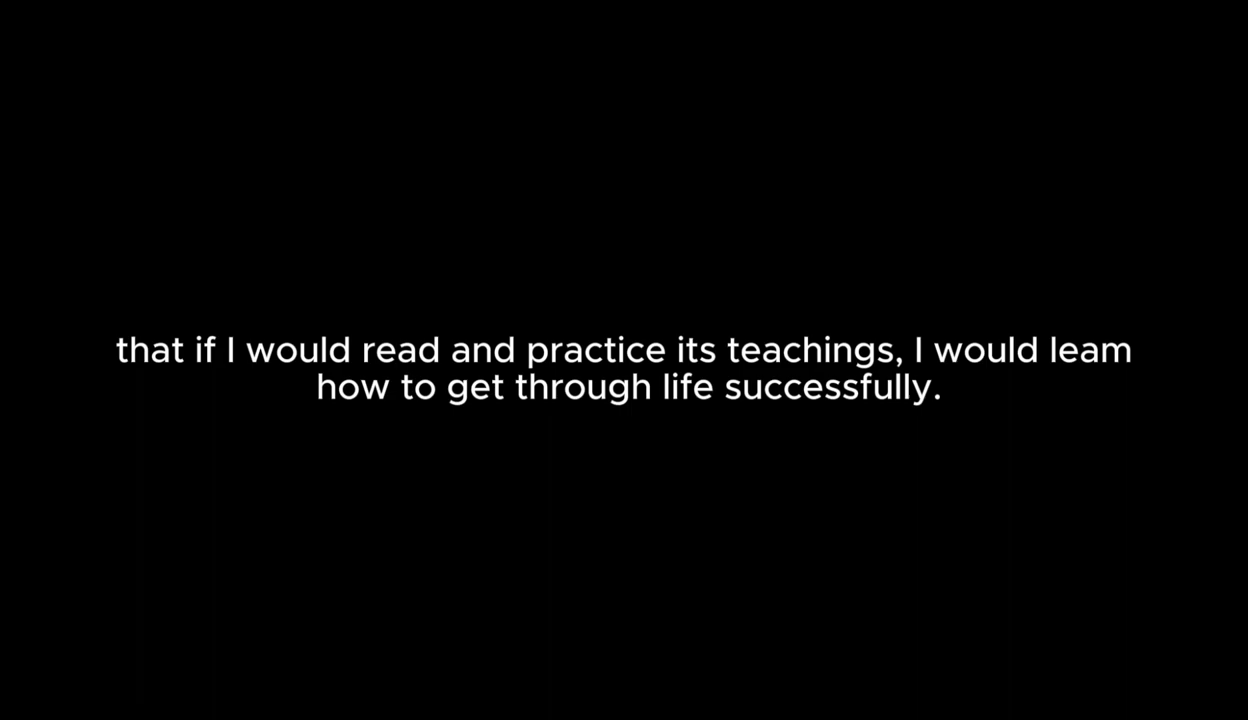 that if I would read and practice its teachings, I would leam
how to get through life successfully.